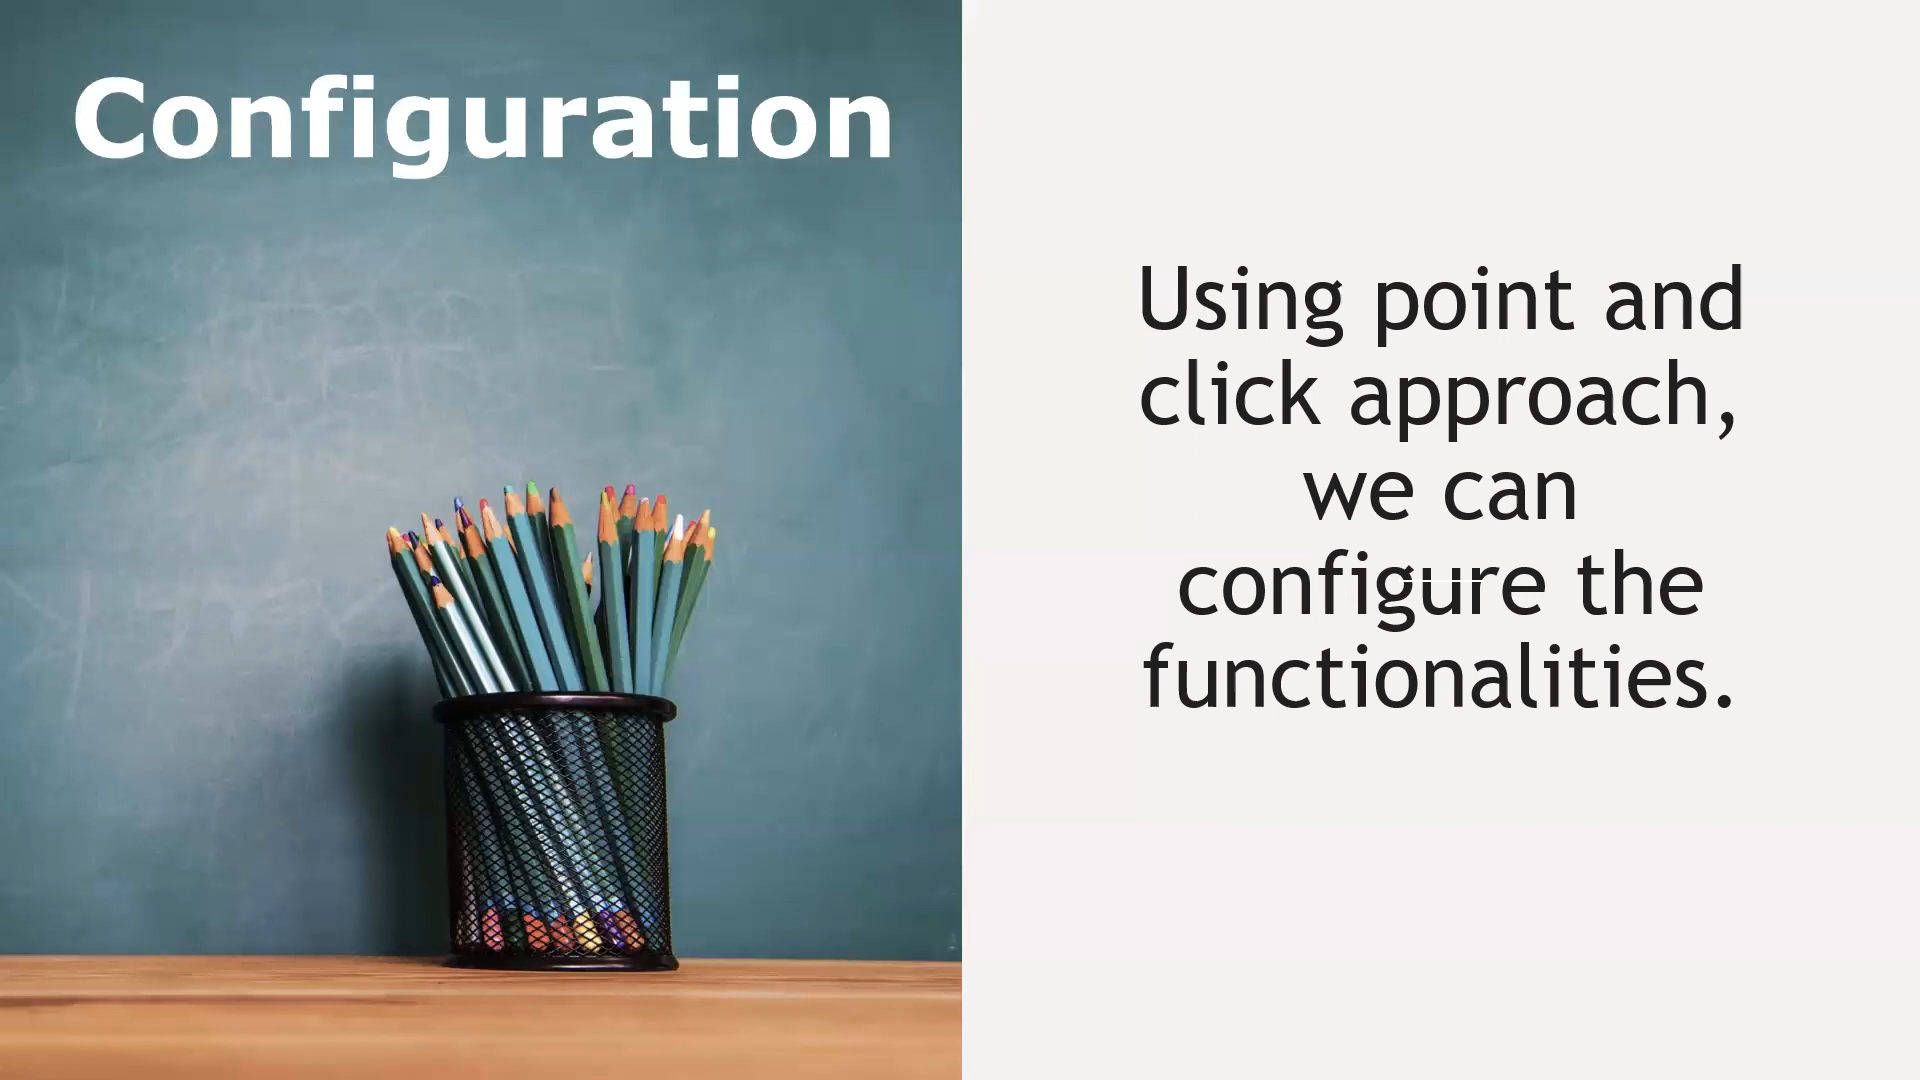 Configuration
Using point and
click approach,
we can
configure the
functionalities.